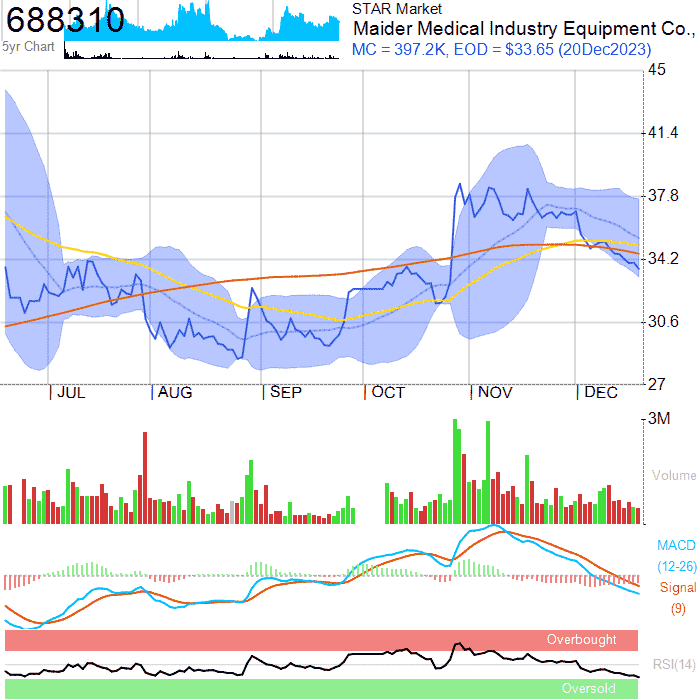 688310
5yr Chart
STAR Market
Maider Medical Industry Equipment Co.,
MC = 397.2K, EOD = $33.65 (20Dec2023)
45
41.4
37.8
34.2
30.6
27
JUL
AUG
SEP
OCT
NOV
DEC
3M
Volume
MACD
(12-26)
Signal
(9)
Overbought
RSI(14)
Oversold